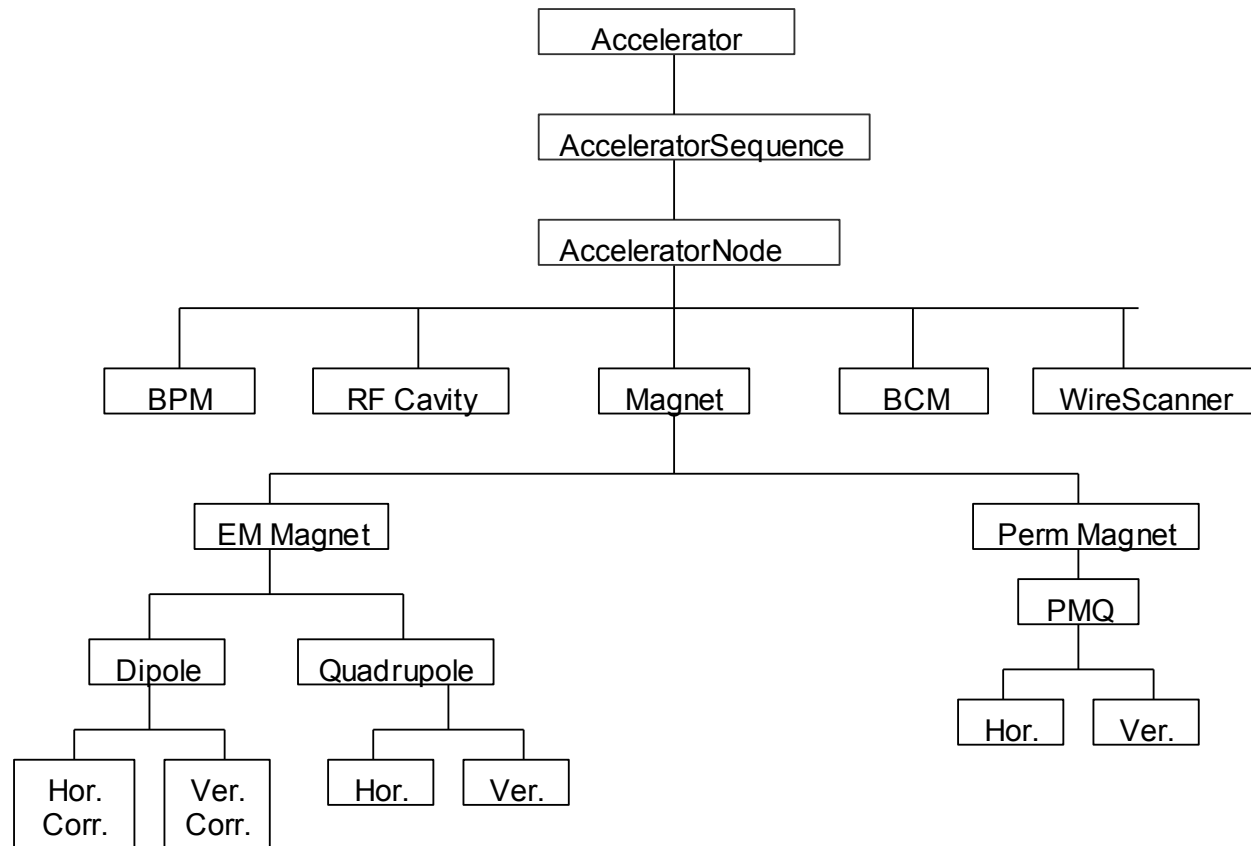 Accelerator
AcceleratorSequence
AcceleratorNode
BPM
RF Cavity
Magnet
BCM
WireScanner
EM Magnet
Perm Magnet
PMQ
Dipole
Quadrupole
Hor.
Ver.
Hor.
Corr.
Ver.
Corr.
Hor.
Ver.